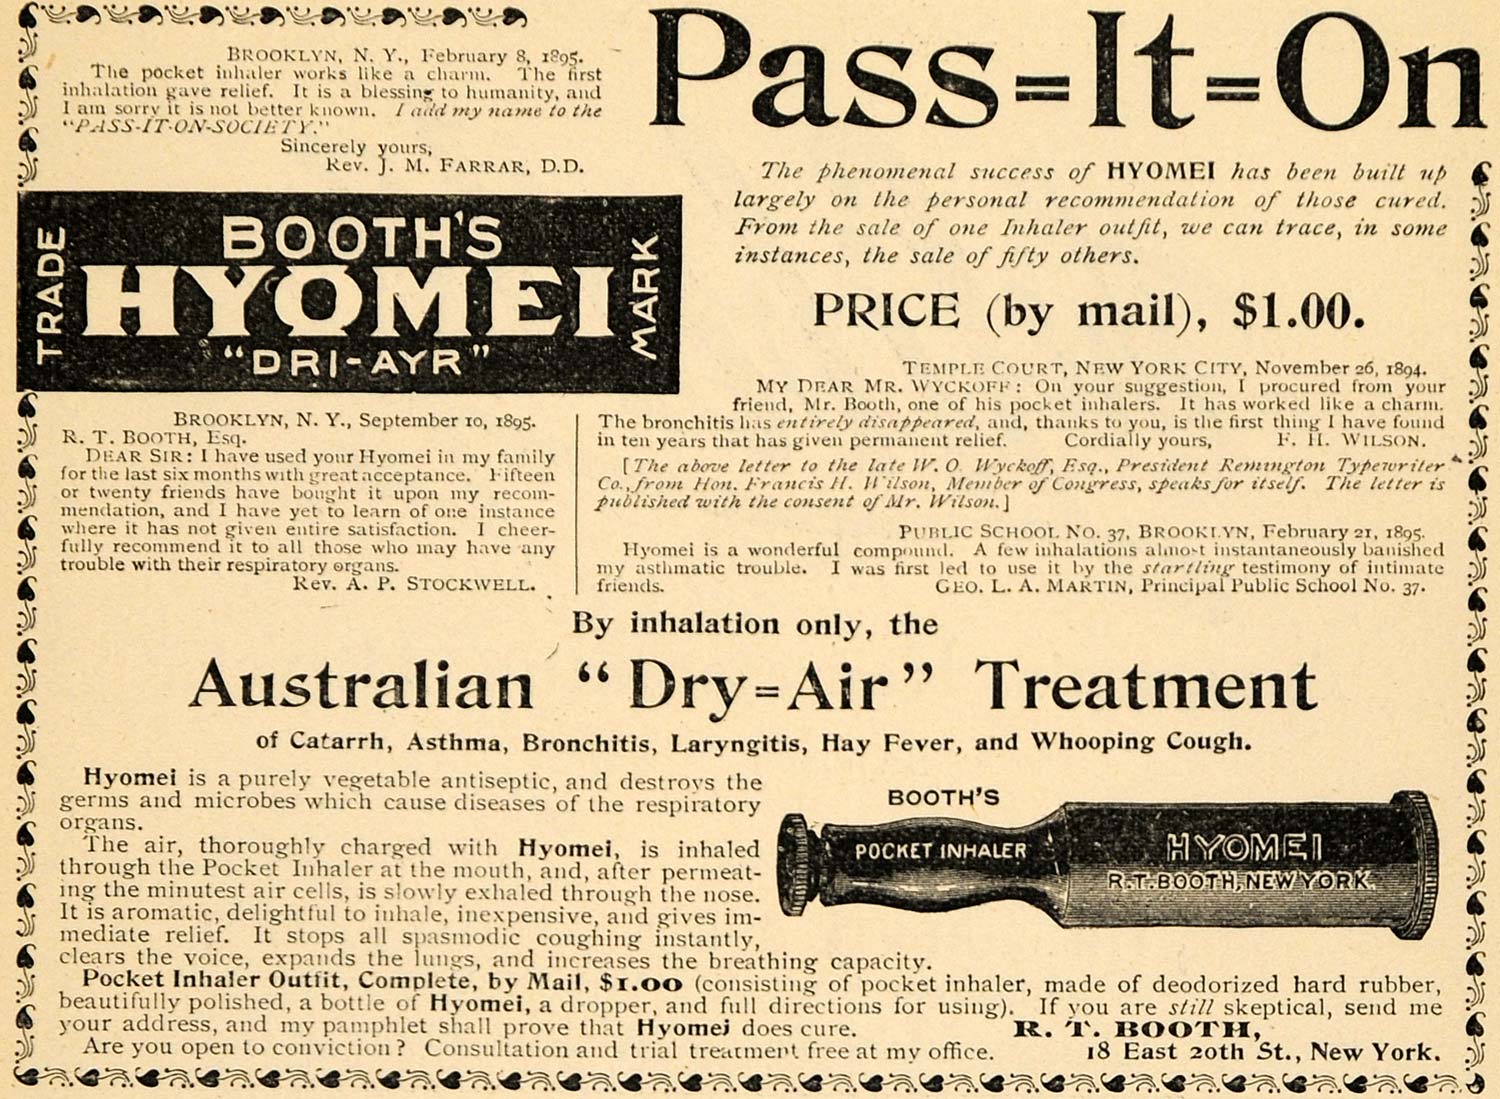 BROOKLYN, N. Y., February 8, 1895.
The pocket inhaler works like a charm. The first
inhalation gave relief. It is a blessing to humanity, and
I am sorry it is not better known. I add my name to the
"PASS-IT-ON-SOCIETY."
Sincerely yours,
REV. J. M. FARRAR, D.D.
Pass=It=On
The phenomenal success of HYOMEI has been built up
largely on the personal recommendation of those cured.
From the sale of one Inhaler outfit, we can trace, in some
instances, the sale of fifty others.
PRICE (by mail), $1.00.
TRADE
BOOTH'S
HYOMEI
"DRI-AYR"
MARK
BROOKLYN, N. Y., September 10, 1895.
R. T. BOOTH, Esq.
DEAR SIR: I have used your Hyomei in my family
for the last six months with great acceptance. Fifteen
or twenty friends have bought it upon my recom-
mendation, and I have yet to learn of one instance
where it has not given entire satisfaction. I cheer-
fully recommend it to all those who may have any
trouble with their respiratory organs.
REV. A. P. STOCKWELL.
TEMPLE COURT, NEW YORK CITY, November 26, 1894.
MY DEAR MR. WYCKOFF: On your suggestion, I procured from your
friend, Mr. Booth, one of his pocket inhalers. It has worked like a charm.
The bronchitis has entirely disappeared, and, thanks to you, is the first thing I have found
in ten years that has given permanent relief. Cordially yours, F. H. WILSON.
[The above letter to the late W. O. Wyckoff, Esq., President Remington Typewriter
Co., from Hon. Francis H. Wilson, Member of Congress, speaks for itself. The letter is
published with the consent of Mr. Wilson.]
PUBLIC SCHOOL NO. 37, BROOKLYN, February 21, 1895.
Hyomei is a wonderful compound. A few inhalations almost instantaneously banished
my asthmatic trouble. I was first led to use it by the startling testimony of intimate
friends. GEO. L. A. MARTIN, Principal Public School No. 37.
By inhalation only, the
Australian "Dry=Air" Treatment
of Catarrh, Asthma, Bronchitis, Laryngitis, Hay Fever, and Whooping Cough.
Hyomei is a purely vegetable antiseptic, and destroys the
germs and microbes which cause diseases of the respiratory
organs.
The air, thoroughly charged with Hyomei, is inhaled
through the Pocket Inhaler at the mouth, and, after permeat-
ing the minutest air cells, is slowly exhaled through the nose.
It is aromatic, delightful to inhale, inexpensive, and gives im-
mediate relief. It stops all spasmodic coughing instantly,
clears the voice, expands the lungs, and increases the breathing capacity.
BOOTH'S
POCKET INHALER
HYOMEI
R.T.BOOTH, NEW YORK.
Pocket Inhaler Outfit, Complete, by Mail, $1.00 (consisting of pocket inhaler, made of deodorized hard rubber,
beautifully polished, a bottle of Hyomei, a dropper, and full directions for using). If you are still skeptical, send me
your address, and my pamphlet shall prove that Hyomei does cure. R. T. BOOTH,
Are you open to conviction? Consultation and trial treatment free at my office. 18 East 20th St., New York.